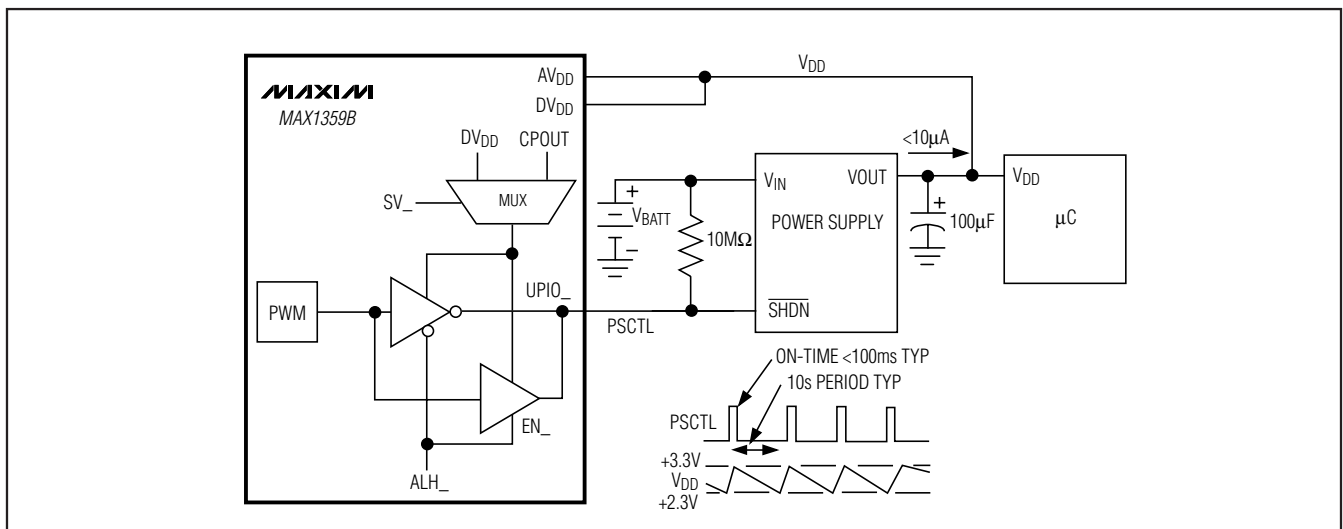 MAXIM
MAX1359B
AVDD
DVDD
VDD
DVDD
CPOUT
SV_
MUX
PWM
UPIO_
EN_
ALH_
PSCTL
+
VBATT
–
10MΩ
VIN
VOUT
POWER SUPPLY
SHDN
<10μA
+
100μF
VDD
μC
ON-TIME <100ms TYP
10s PERIOD TYP
PSCTL
+3.3V
VDD
+2.3V